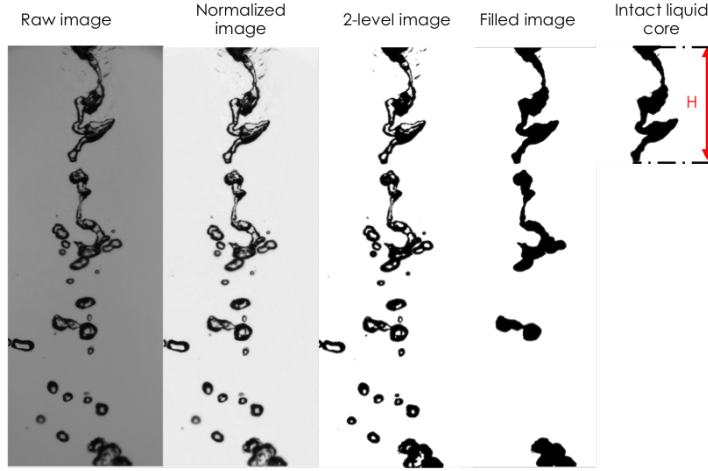 Raw image
Normalized
image
2-level image
Filled image
Intact liquid
core
H